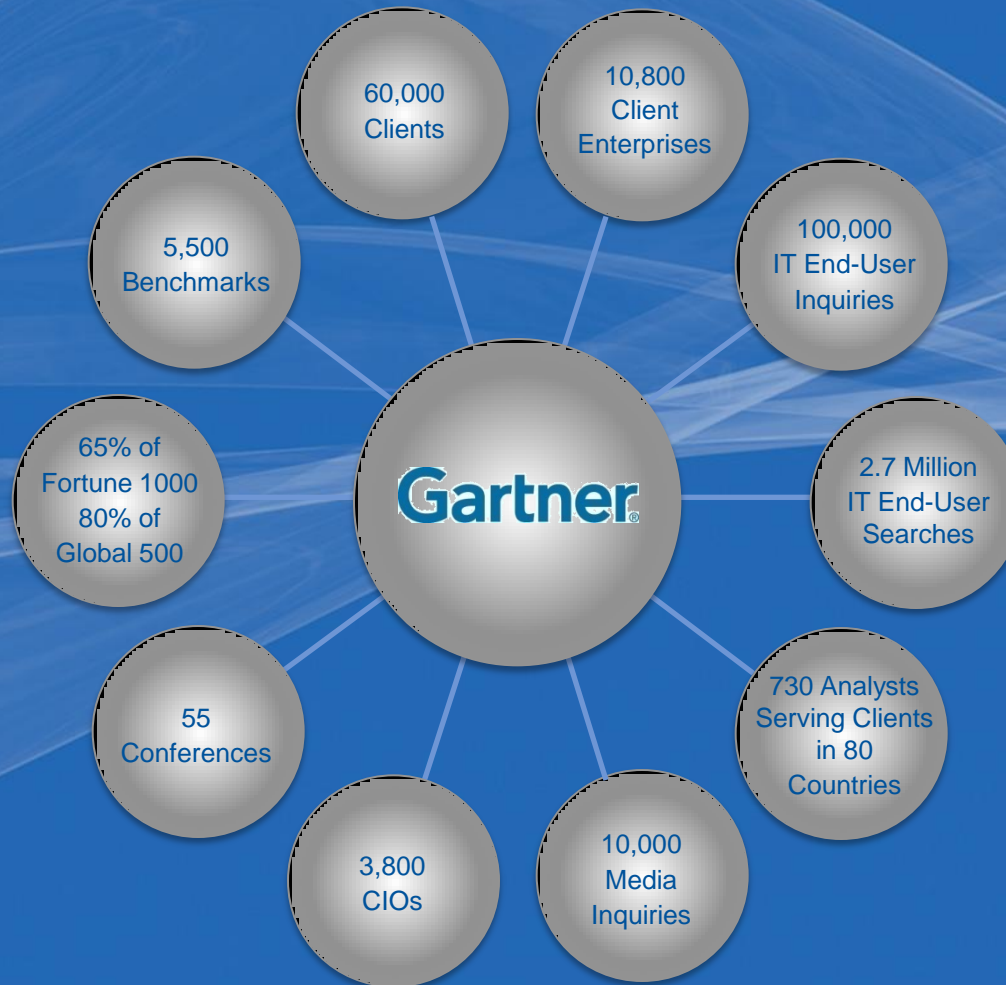 60,000
Clients
10,800
Client
Enterprises
5,500
Benchmarks
100,000
IT End-User
Inquiries
65% of
Fortune 1000
80% of
Global 500
Gartner®
2.7 Million
IT End-User
Searches
55
Conferences
730 Analysts
Serving Clients
in 80
Countries
3,800
CIOs
10,000
Media
Inquiries